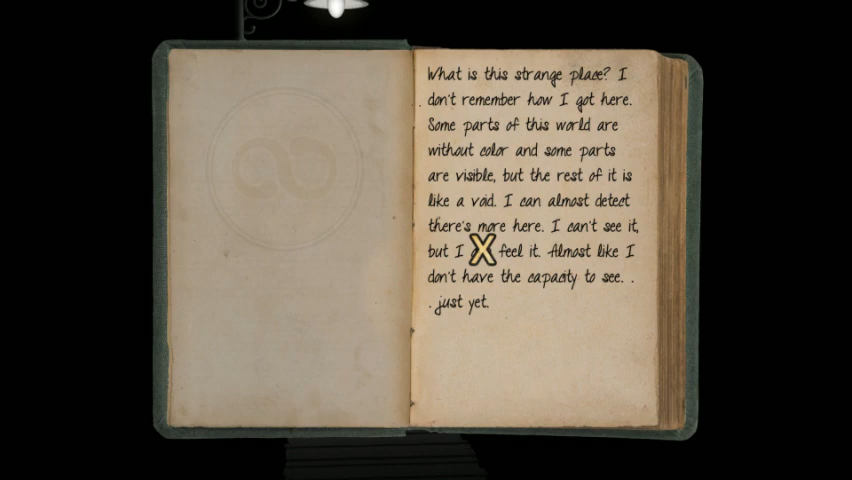 What is this strange place? I
don't remember how I got here.
Some parts of this world are
without color and some parts
are visible, but the rest of it is
like a void. I can almost detect
there's more here. I can't see it,
but I feel it. Almost like I
don't have the capacity to see. .
. just yet.